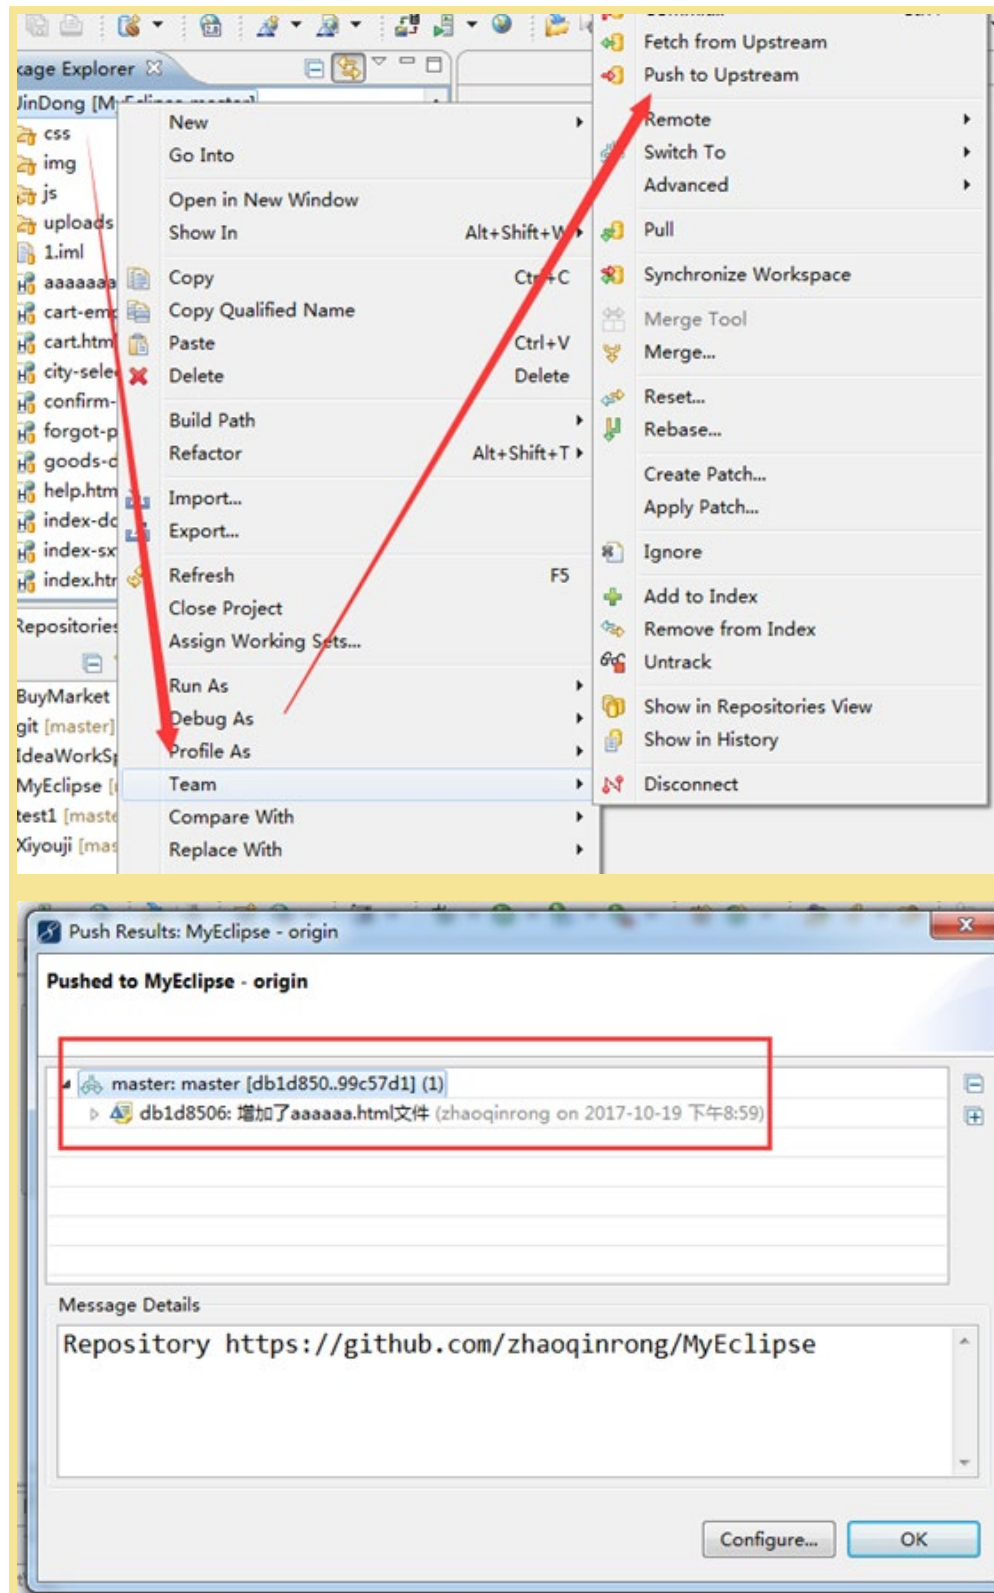 kage Explorer
JinDong [MyEclipse master]
css
img
js
uploads
1.iml
aaaaaaa
cart-emp
cart.htm
city-sele
confirm-
forgot-p
goods-d
help.htm
index-dc
index-sx
index.htm
Repositories
BuyMarket
git [master]
IdeaWorkSp
MyEclipse [
test1 [maste
Xiyouji [mas
New
Go Into
Open in New Window
Show In Alt+Shift+W
Copy Ctrl+C
Copy Qualified Name
Paste Ctrl+V
Delete Delete
Build Path
Refactor Alt+Shift+T
Import...
Export...
Refresh F5
Close Project
Assign Working Sets...
Run As
Debug As
Profile As
Team
Compare With
Replace With
Fetch from Upstream
Push to Upstream
Remote
Switch To
Advanced
Pull
Synchronize Workspace
Merge Tool
Merge...
Reset...
Rebase...
Create Patch...
Apply Patch...
Ignore
Add to Index
Remove from Index
Untrack
Show in Repositories View
Show in History
Disconnect
Push Results: MyEclipse - origin
Pushed to MyEclipse - origin
master: master [db1d850..99c57d1] (1)
db1d8506: 增加了aaaaaa.html文件 (zhaoqinrong on 2017-10-19 下午8:59)
Message Details
Repository https://github.com/zhaoqinrong/MyEclipse
Configure... OK